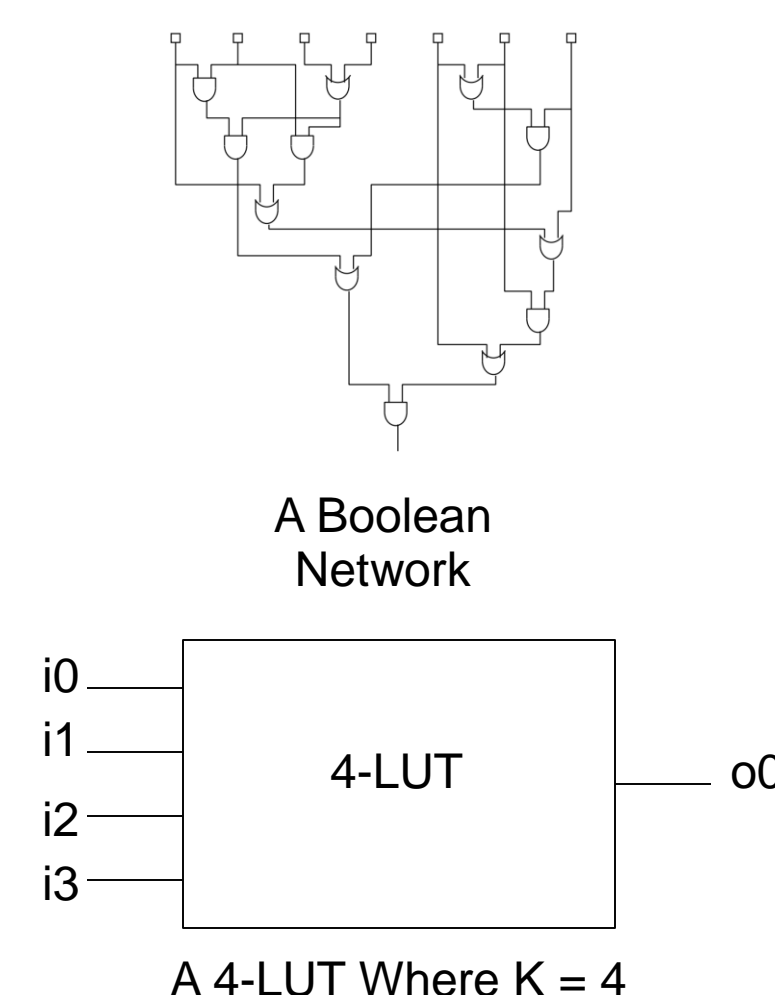 A Boolean
Network
i0
i1
4-LUT
o0
i2
i3
A 4-LUT Where K = 4